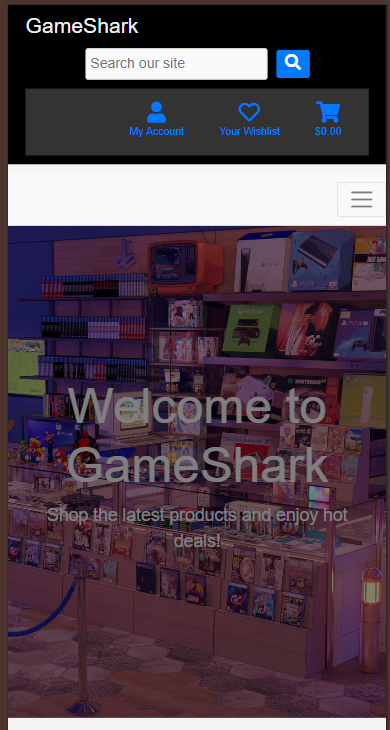 GameShark
Search our site
My Account
Your Wishlist
$0.00
Welcome to
GameShark
Shop the latest products and enjoy hot
deals!